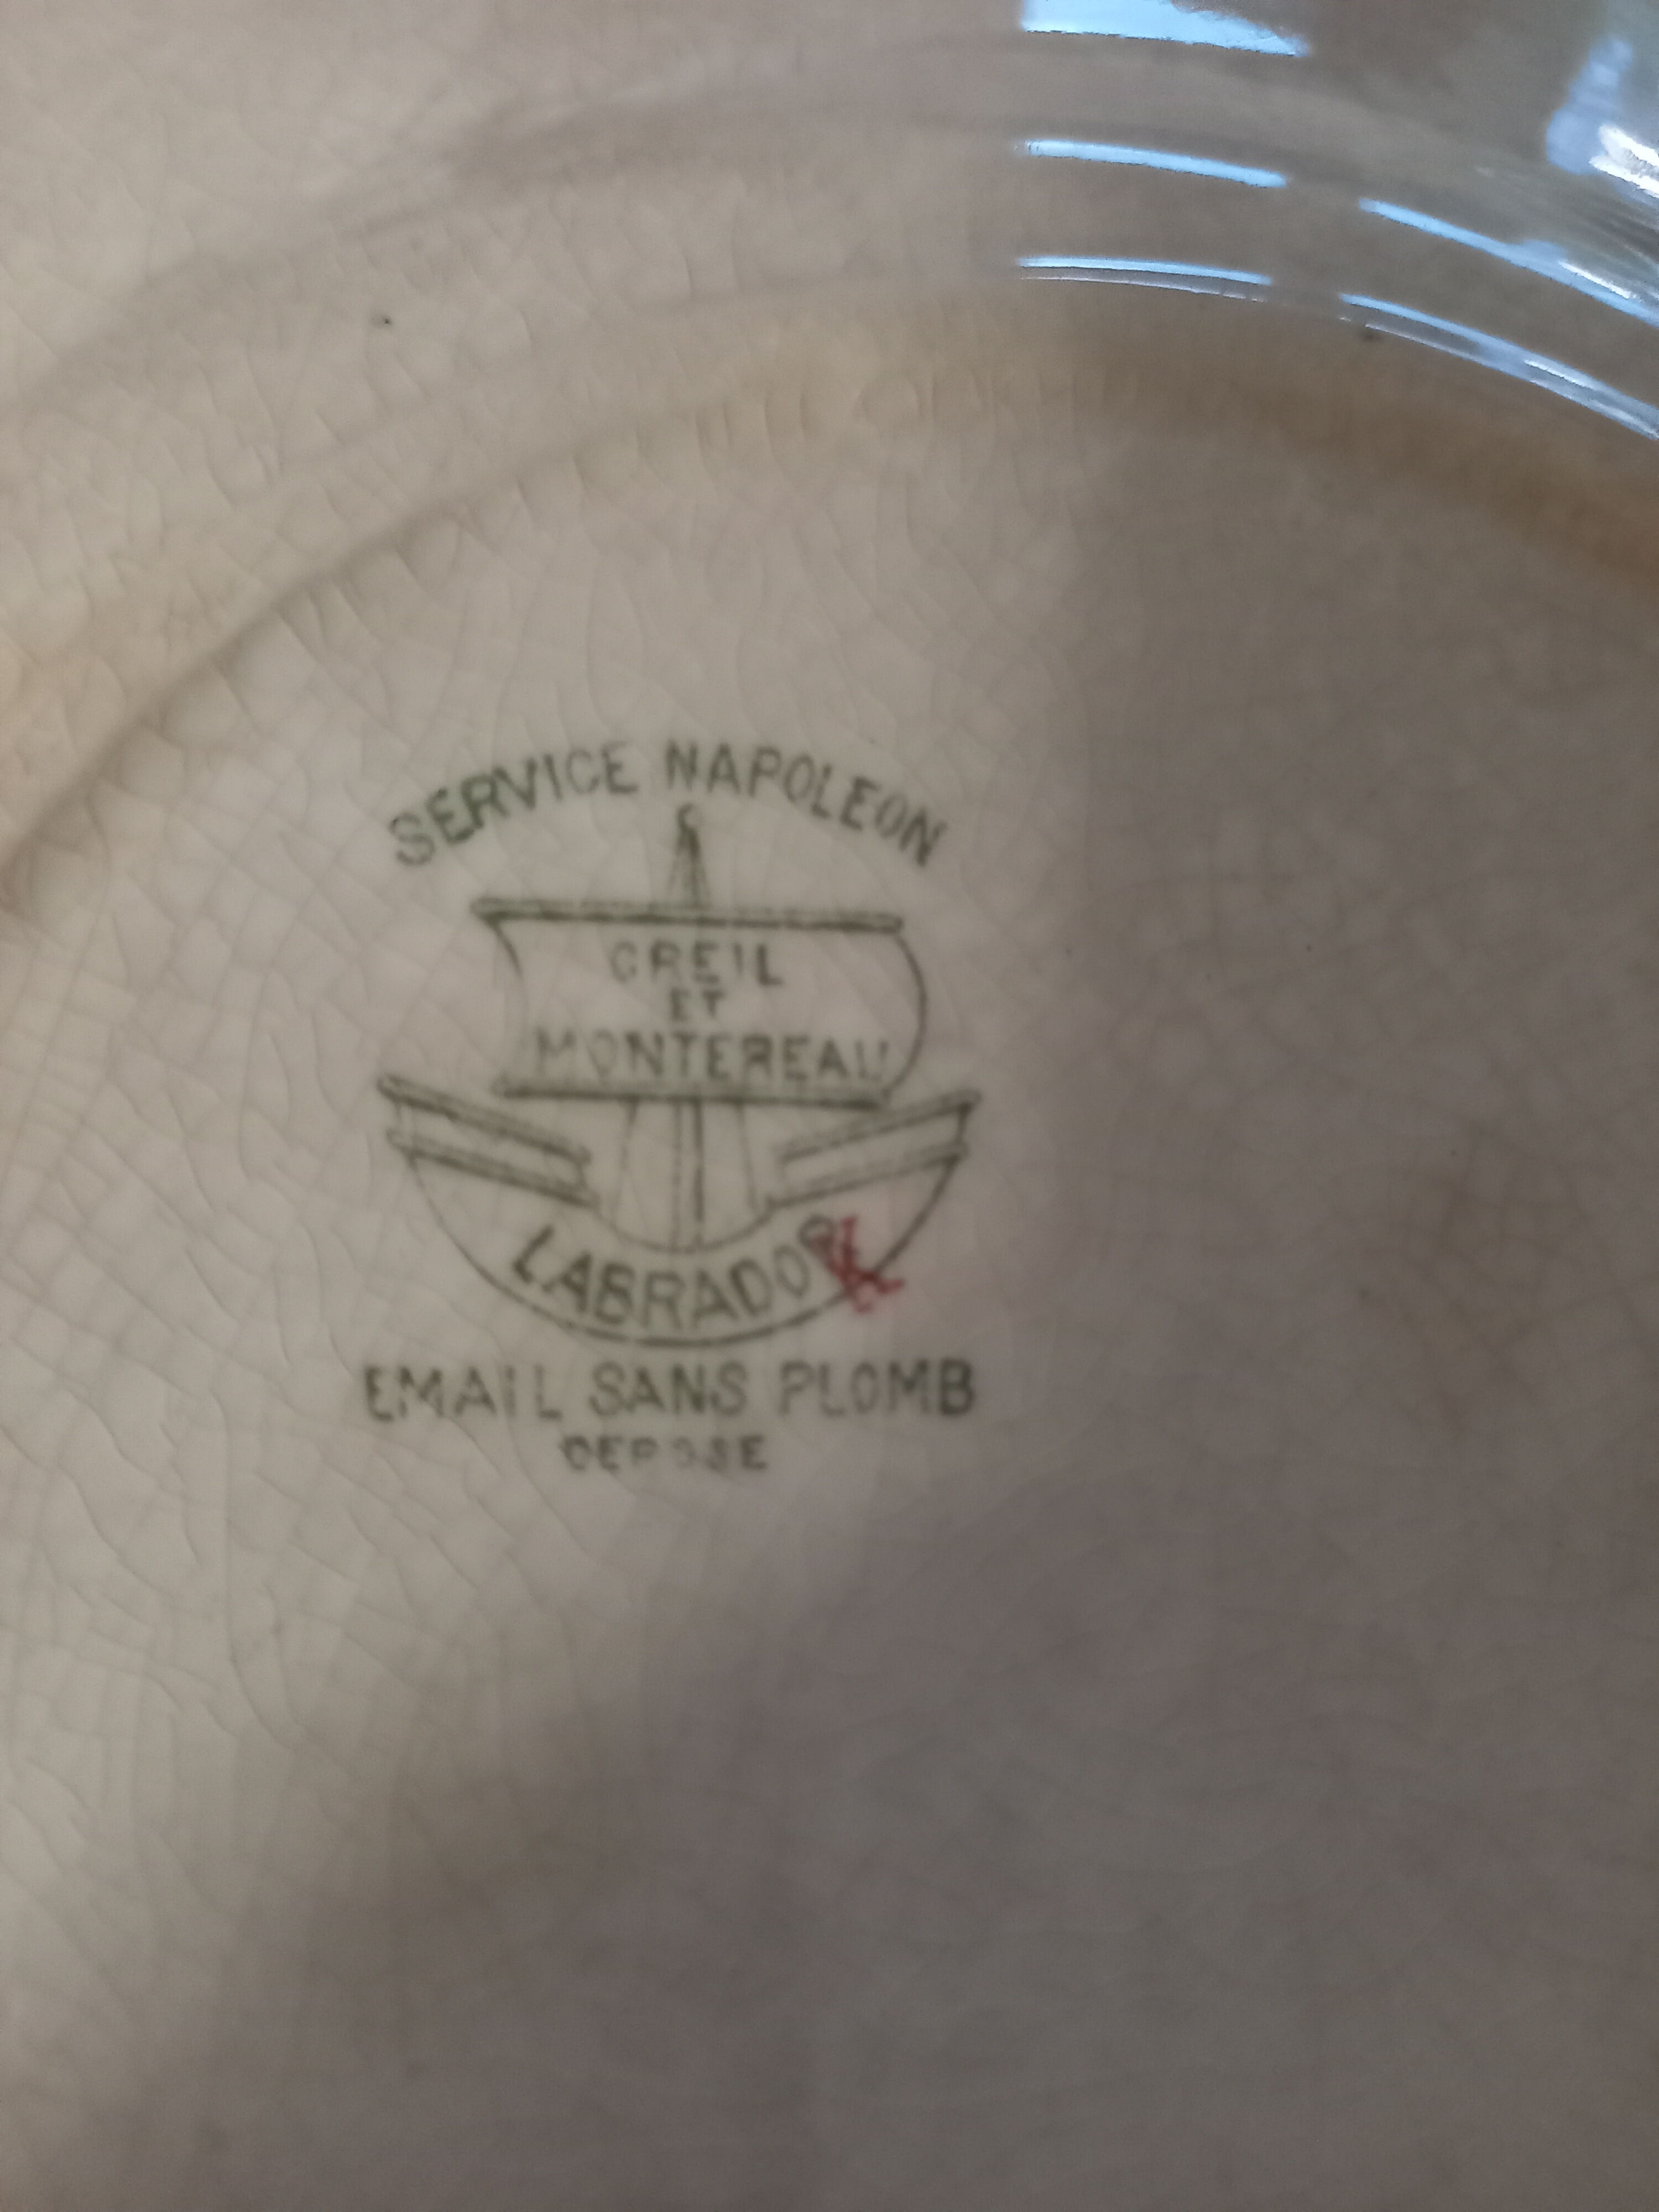 SERVICE NAPOLEON
CREIL
ET
MONTEREAU
LABRADOR
EMAIL SANS PLOMB
DEPOSE